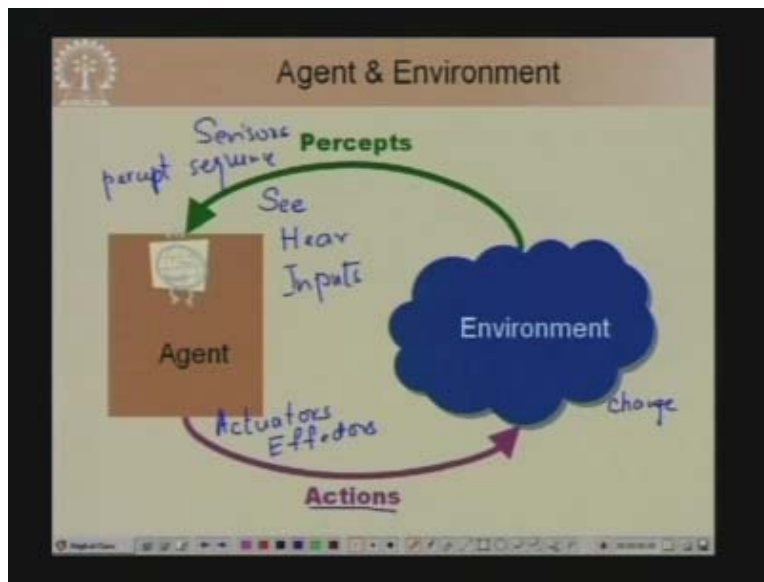 Agent & Environment
Sensors
Percepts
percept sequence
See
Hear
Inputs
Agent
Environment
change
Actuators
Effectors
Actions